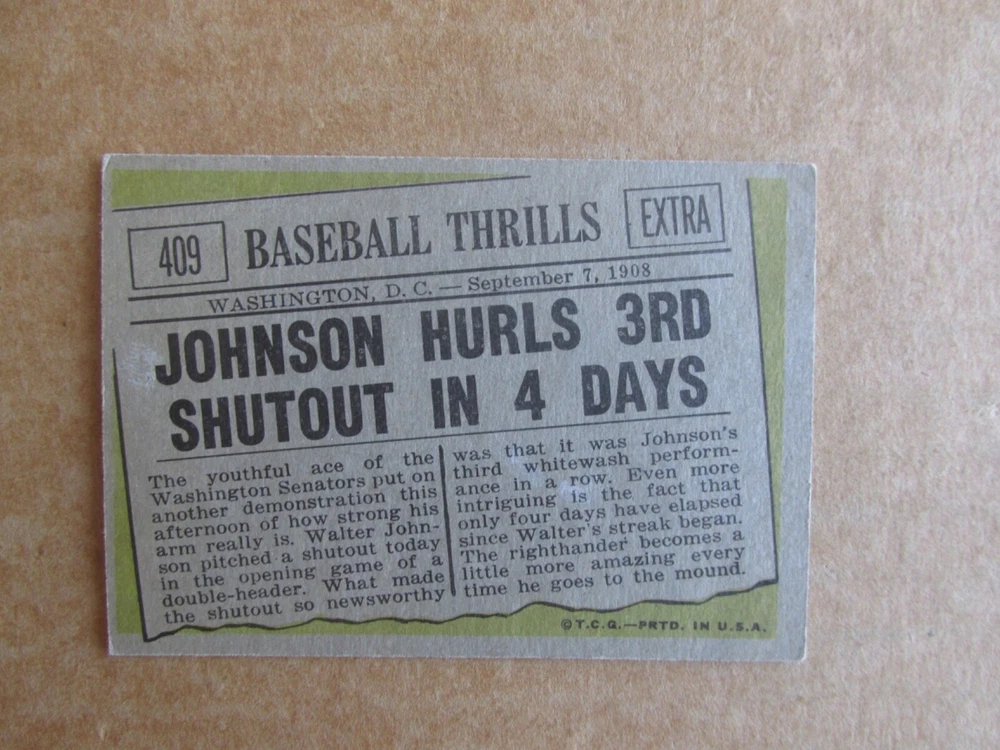 409 BASEBALL THRILLS EXTRA
WASHINGTON, D. C. — September 7, 1908
JOHNSON HURLS 3RD
SHUTOUT IN 4 DAYS
The youthful ace of the
Washington Senators put on
another demonstration this
afternoon of how strong his
arm really is. Walter John-
son pitched a shutout today
in the opening game of a
double-header. What made
the shutout so newsworthy
was that it was Johnson's
third whitewash perform-
ance in a row. Even more
intriguing is the fact that
only four days have elapsed
since Walter's streak began.
The righthander becomes a
little more amazing every
time he goes to the mound.
©T.C.G.—PRTD. IN U.S.A.